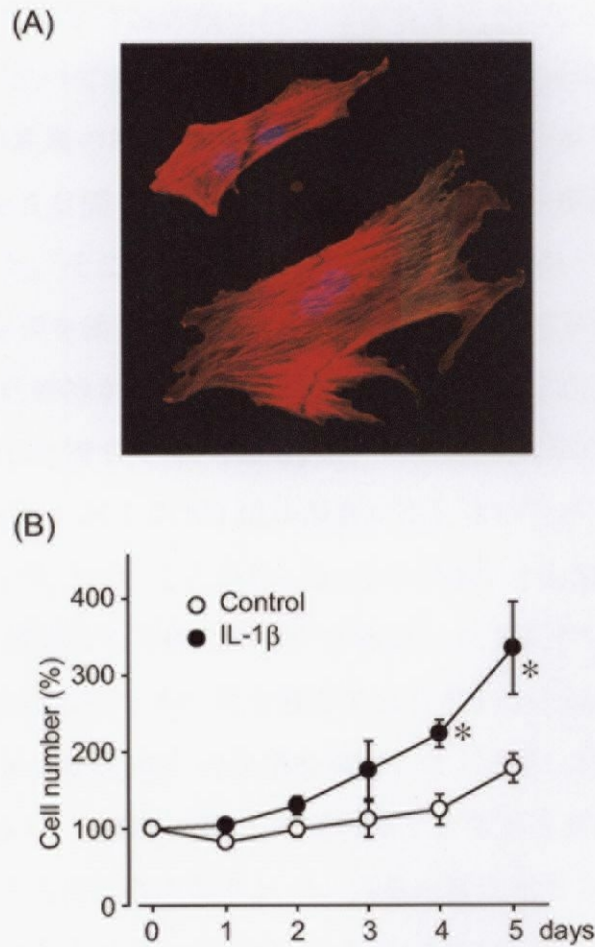 (A)
(B)
400
300
200
100
0
Cell number (%)
Control
IL-1β
*
*
0 1 2 3 4 5 days